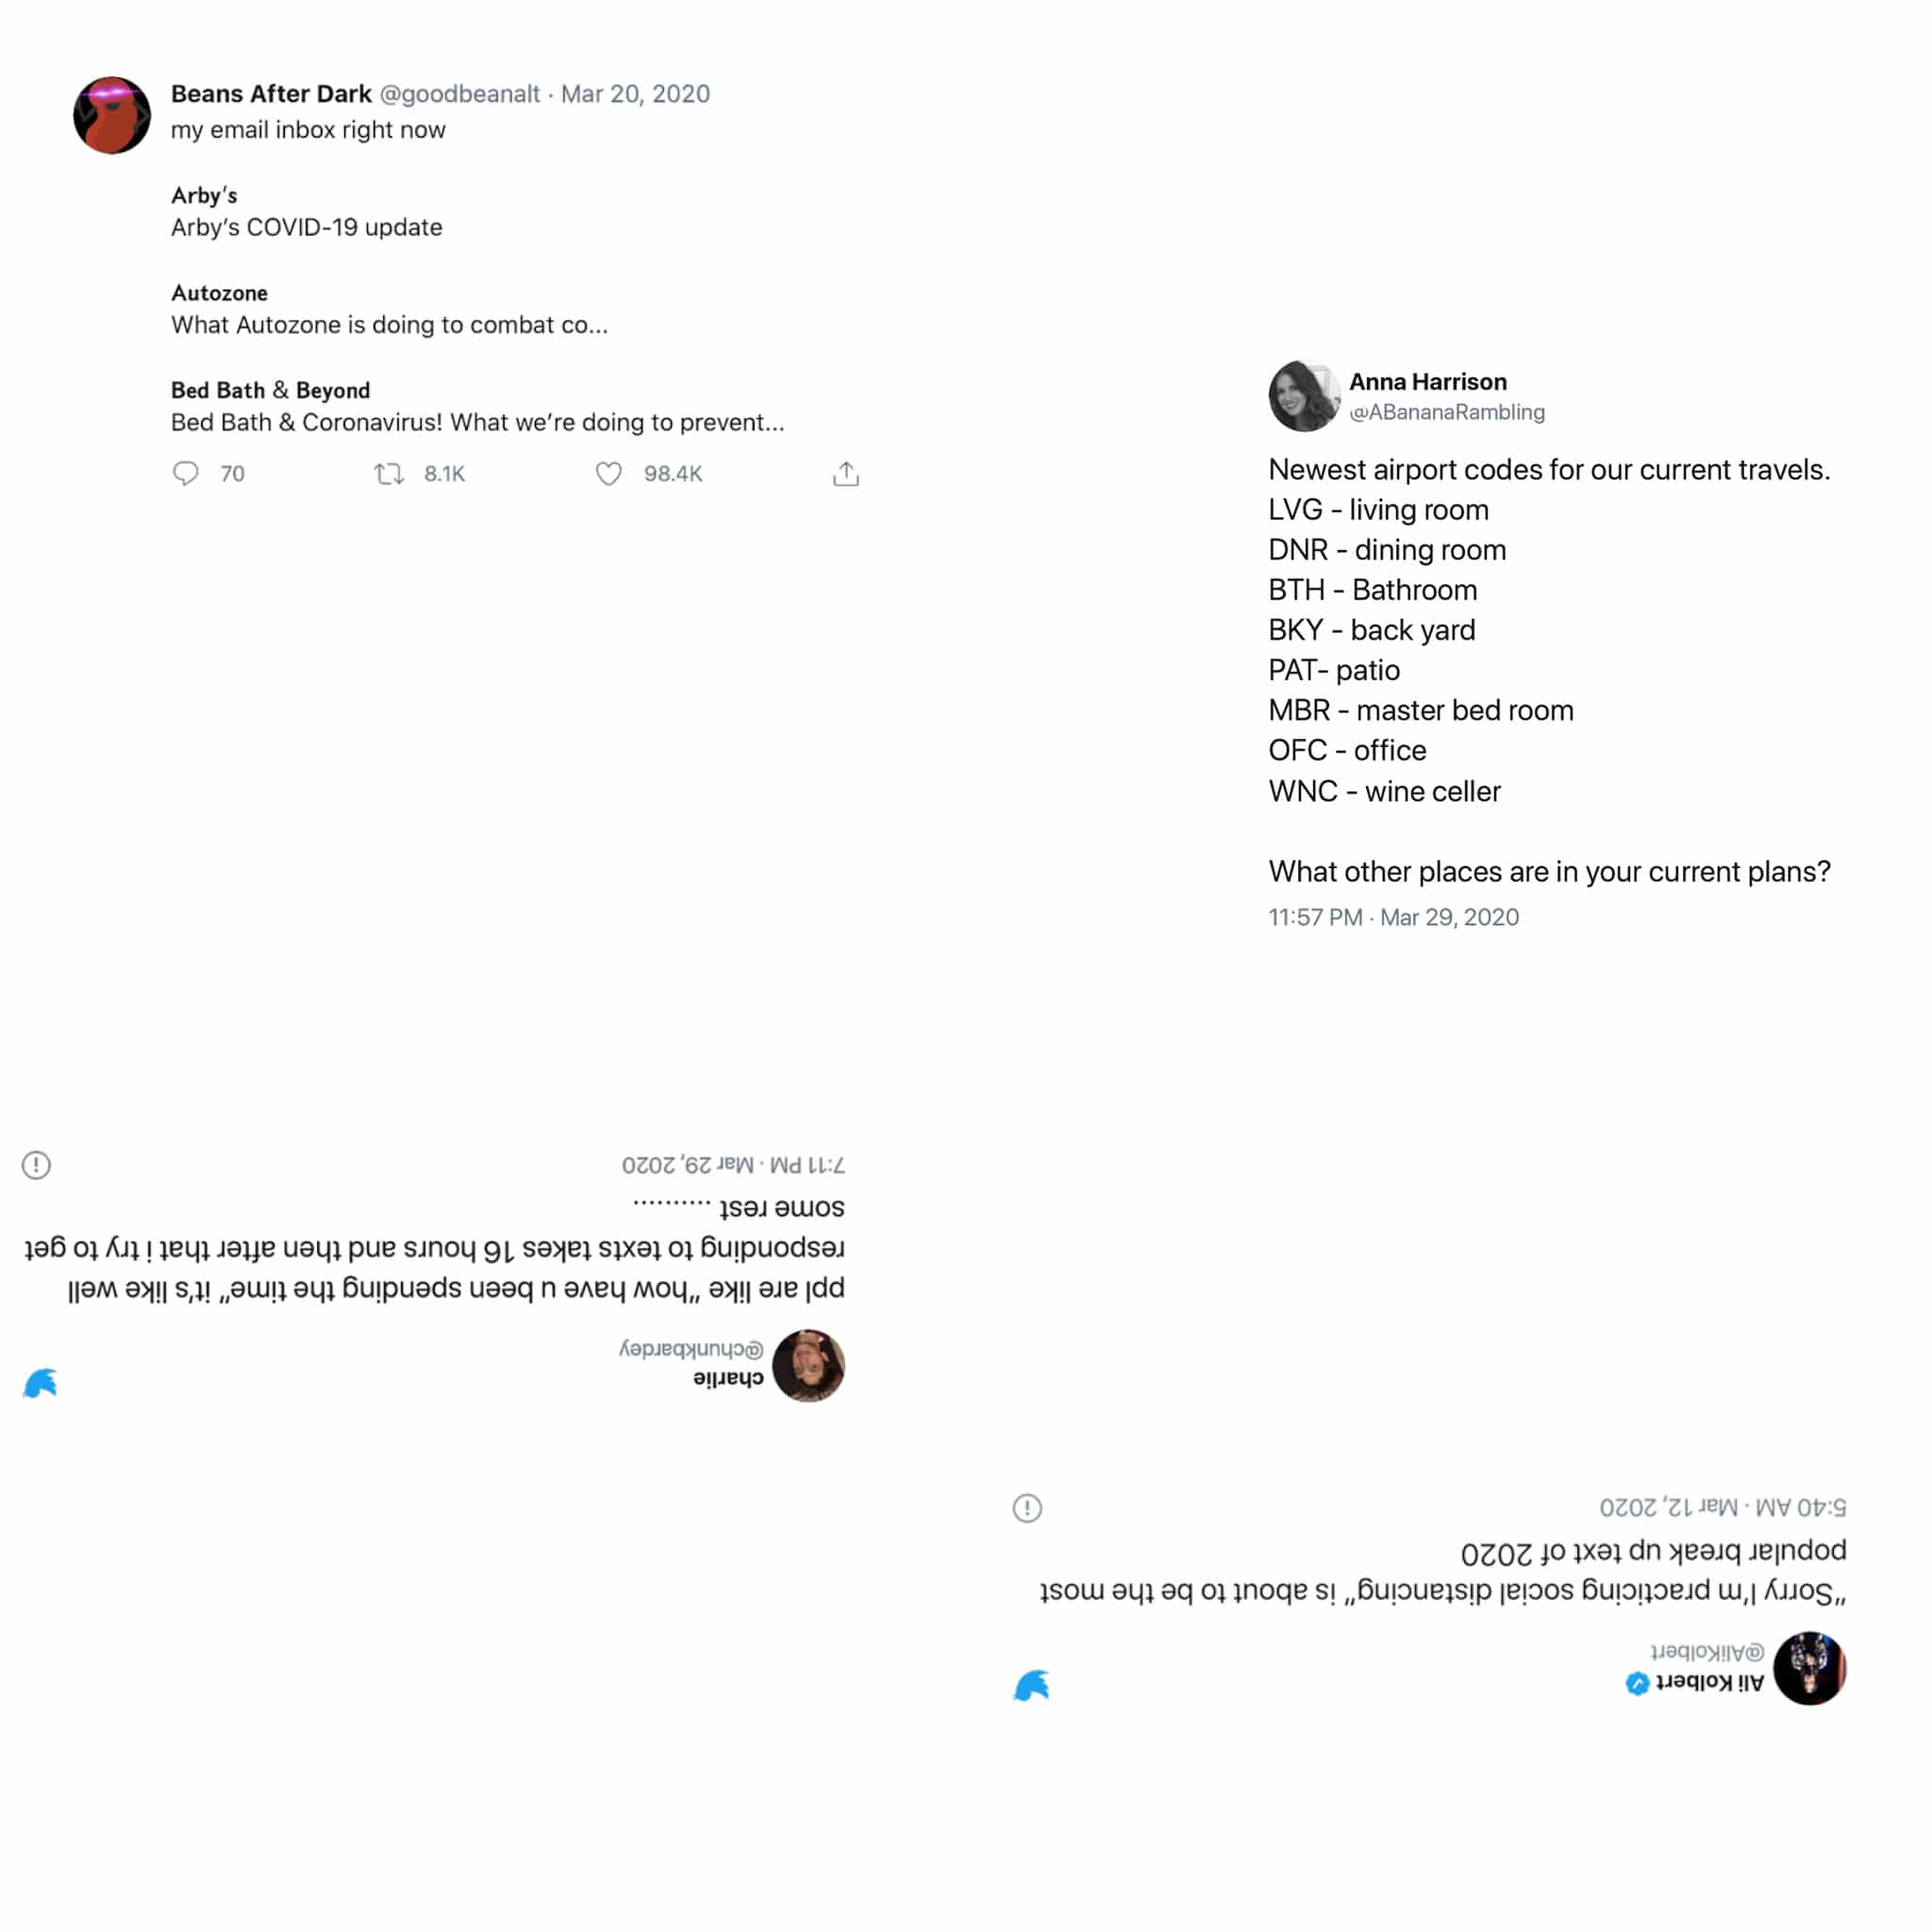 Beans After Dark @goodbeanalt · Mar 20, 2020
my email inbox right now
Arby's
Arby's COVID-19 update
Autozone
What Autozone is doing to combat co...
Bed Bath & Beyond
Bed Bath & Coronavirus! What we're doing to prevent...
70 8.1K 98.4K
Anna Harrison
@ABananaRambling
Newest airport codes for our current travels.
LVG - living room
DNR - dining room
BTH - Bathroom
BKY - back yard
PAT- patio
MBR - master bed room
OFC - office
WNC - wine celler
What other places are in your current plans?
11:57 PM · Mar 29, 2020
charlie
@chunkbardey
ppl are like "how have u been spending the time" it's like well
responding to texts takes 16 hours and then after that i try to get
some rest ..........
7:11 PM · Mar 29, 2020
Ali Kolbert
@AliKolbert
"Sorry I'm practicing social distancing" is about to be the most
popular break up text of 2020
5:40 AM · Mar 12, 2020